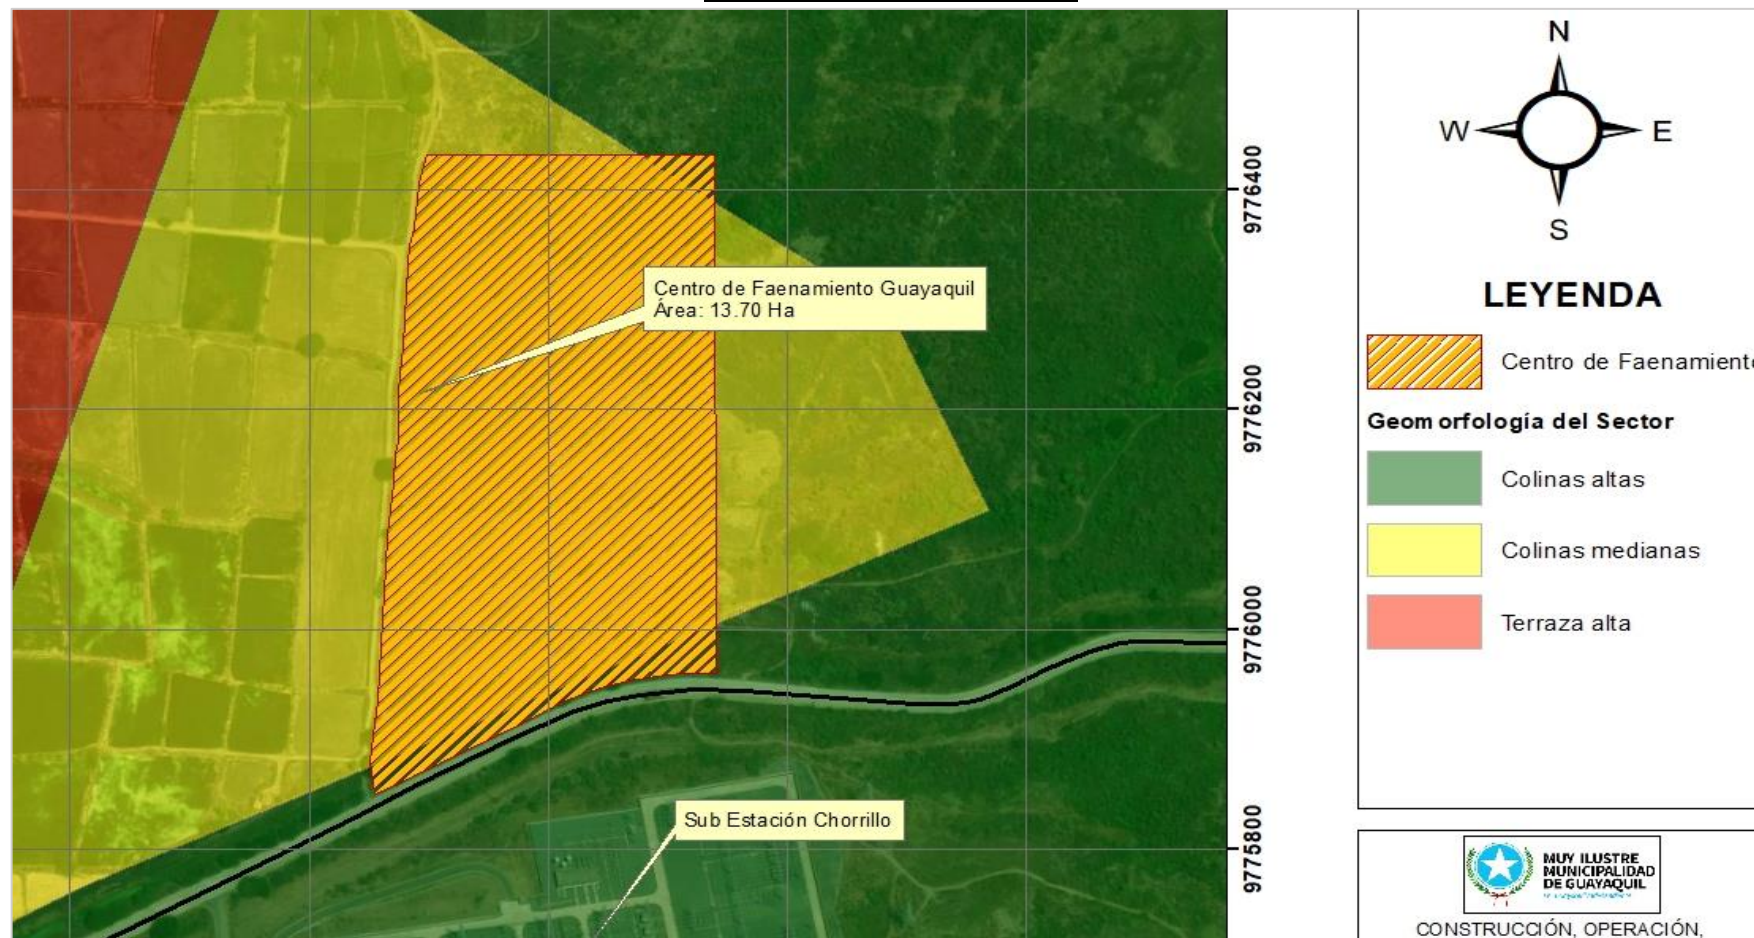 Centro de Faenamiento Guayaquil
Área: 13.70 Ha
Sub Estación Chorrillo
9776400
9776200
9776000
9775800
N
W
E
S
LEYENDA
Centro de Faenamiento
Geomorfología del Sector
Colinas altas
Colinas medianas
Terraza alta
MUY ILUSTRE
MUNICIPALIDAD
DE GUAYAQUIL
CONSTRUCCIÓN, OPERACIÓN,